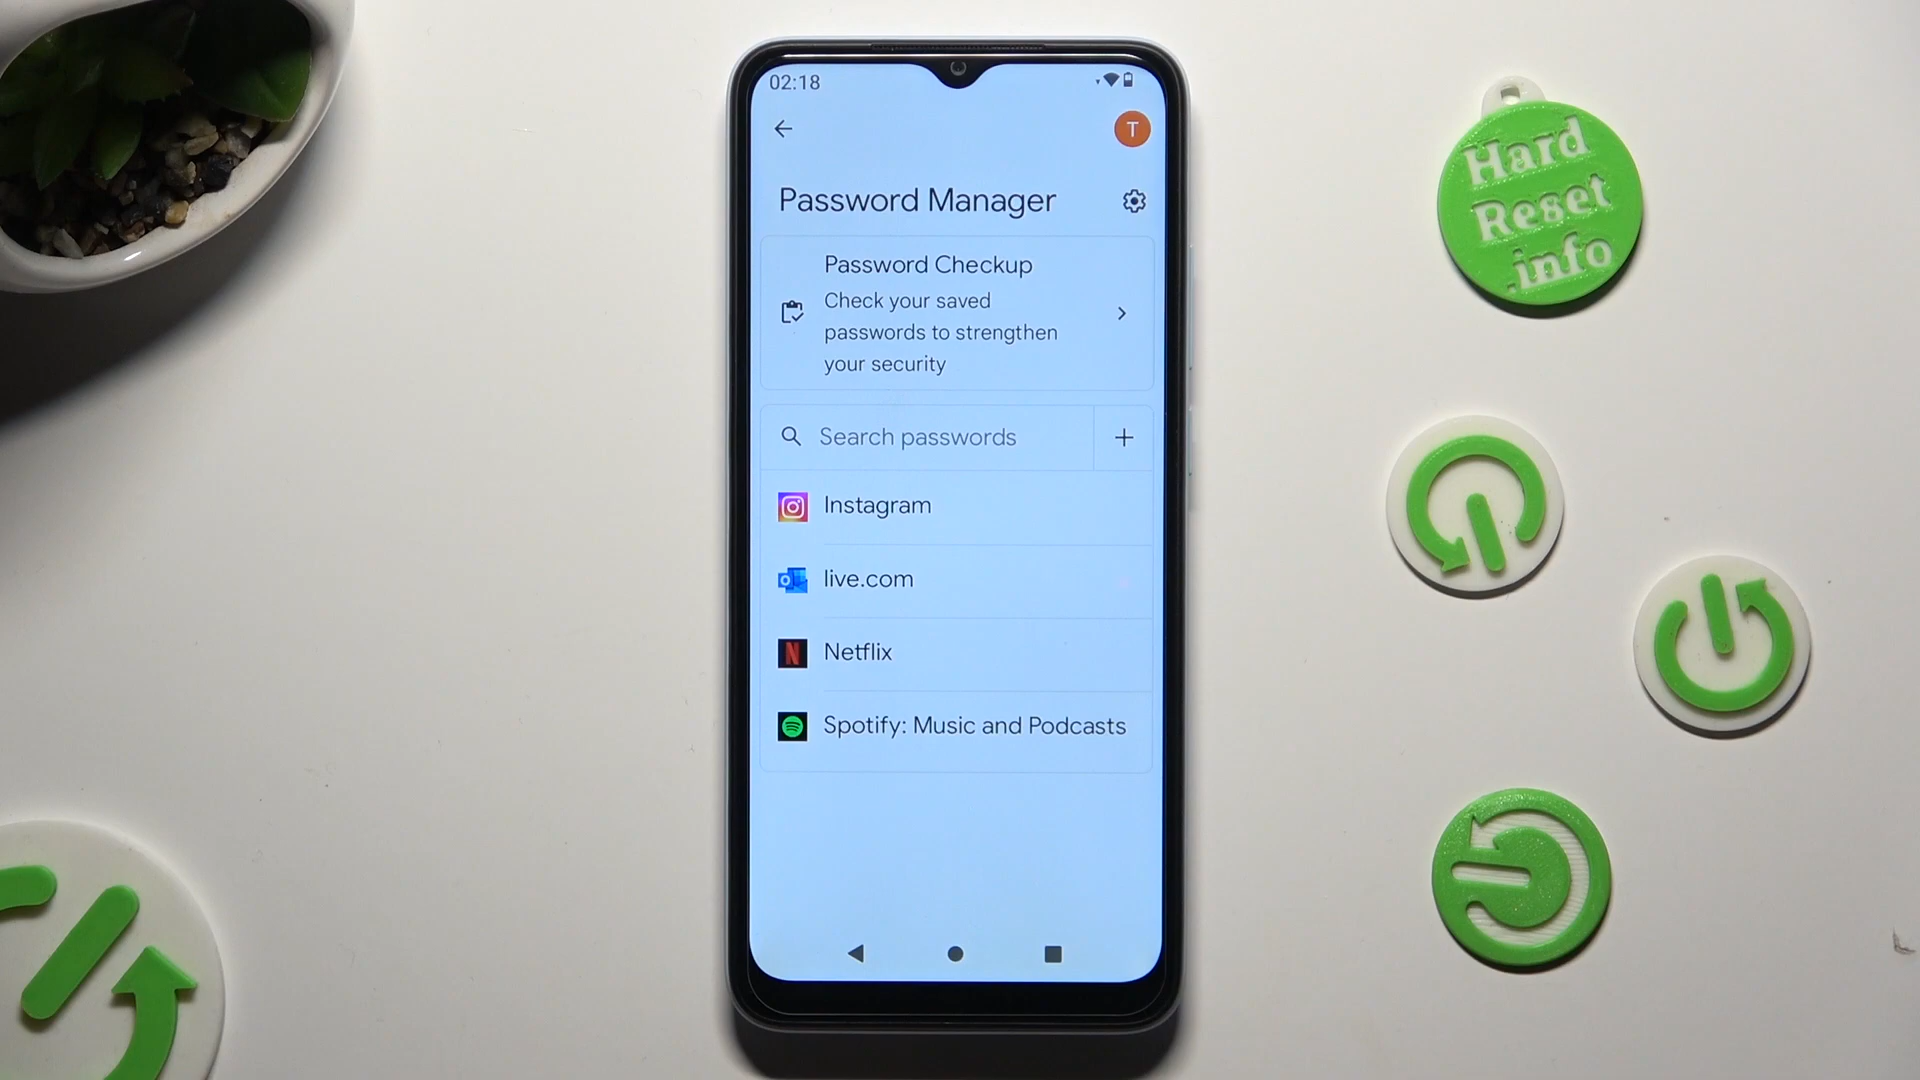 02:18
T
Password Manager
Password Checkup
Check your saved
passwords to strengthen
your security
Search passwords
Instagram
live.com
Netflix
Spotify: Music and Podcasts
Hard
Reset
.info